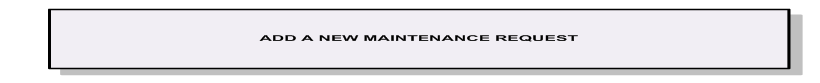 ADD A NEW MAINTENANCE REQUEST